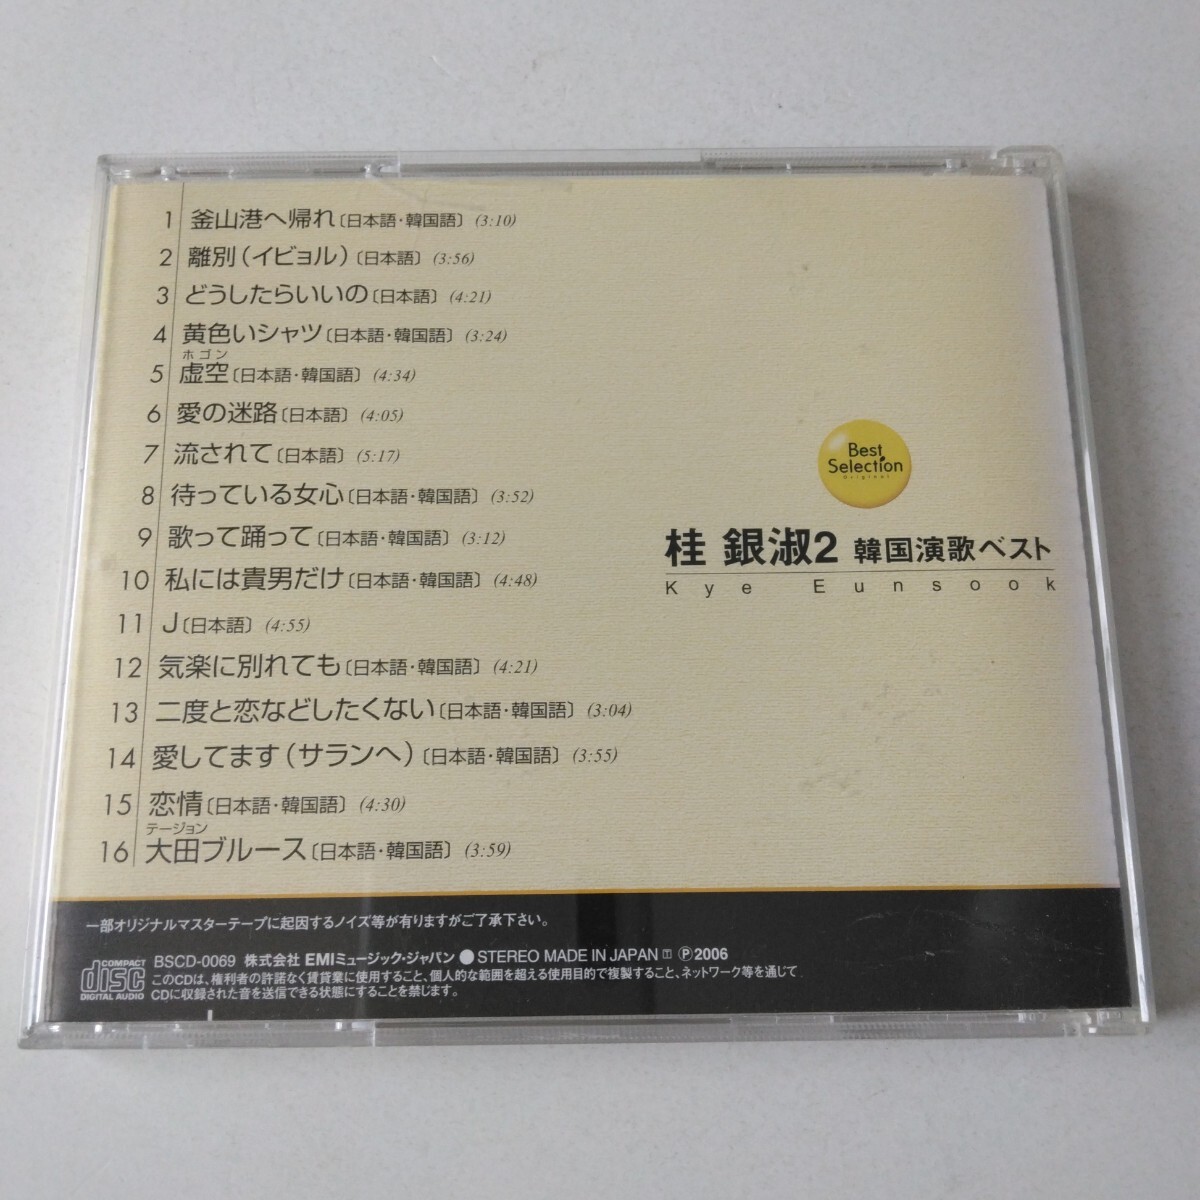 1 釜山港へ帰れ〔日本語・韓国語〕 (3:10)
2 離別(イビョル)〔日本語〕 (3:56)
3 どうしたらいいの〔日本語〕 (4:21)
4 黄色いシャツ〔日本語・韓国語〕 (3:24)
ホゴン
5 虚空〔日本語・韓国語〕 (4:34)
6 愛の迷路〔日本語〕 (4:05)
7 流されて〔日本語〕 (5:17)
8 待っている女心〔日本語・韓国語〕 (3:52)
9 歌って踊って〔日本語・韓国語〕 (3:12)
10 私には貴男だけ〔日本語・韓国語〕 (4:48)
11 J〔日本語〕 (4:55)
12 気楽に別れても〔日本語・韓国語〕 (4:21)
13 二度と恋などしたくない〔日本語・韓国語〕 (3:04)
14 愛してます(サランヘ)〔日本語・韓国語〕 (3:55)
15 恋情〔日本語・韓国語〕 (4:30)
テージョン
16 大田ブルース〔日本語・韓国語〕 (3:59)
Best
Selection
Original
桂 銀淑2 韓国演歌ベスト
Kye Eunsook
一部オリジナルマスターテープに起因するノイズ等が有りますがご了承下さい。
COMPACT
disc
DIGITAL AUDIO
BSCD-0069 株式会社 EMIミュージック・ジャパン ● STEREO MADE IN JAPAN Ⓟ2006
このCDは、権利者の許諾なく賃貸業に使用すること、個人的な範囲を超える使用目的で複製すること、ネットワーク等を通じて
CDに収録された音を送信できる状態にすることを禁じます。